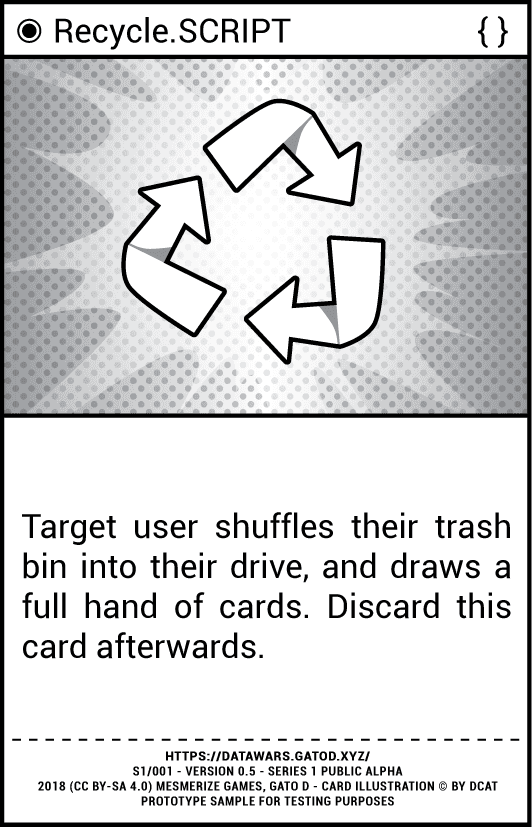 Recycle.SCRIPT { }
Target user shuffles their trash
bin into their drive, and draws a
full hand of cards. Discard this
card afterwards.
HTTPS://DATAWARS.GATOD.XYZ/
S1/001 - VERSION 0.5 - SERIES 1 PUBLIC ALPHA
2018 (CC BY-SA 4.0) MESMERIZE GAMES, GATO D - CARD ILLUSTRATION © BY DCAT
PROTOTYPE SAMPLE FOR TESTING PURPOSES